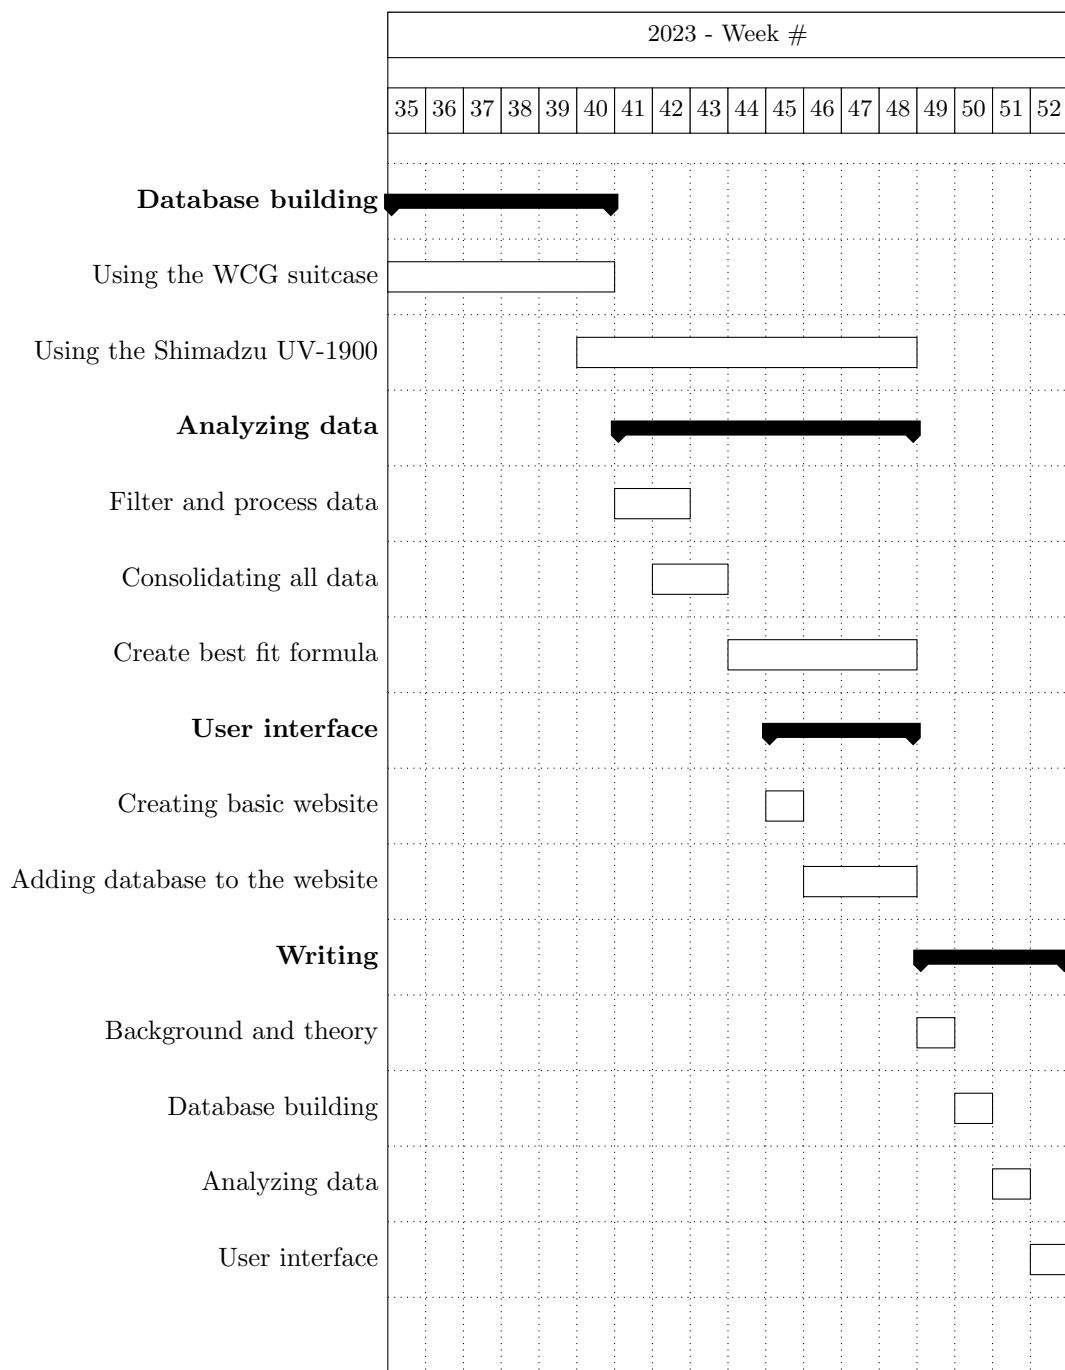 2023 - Week #
35 36 37 38 39 40 41 42 43 44 45 46 47 48 49 50 51 52
Database building
Using the WCG suitcase
Using the Shimadzu UV-1900
Analyzing data
Filter and process data
Consolidating all data
Create best fit formula
User interface
Creating basic website
Adding database to the website
Writing
Background and theory
Database building
Analyzing data
User interface